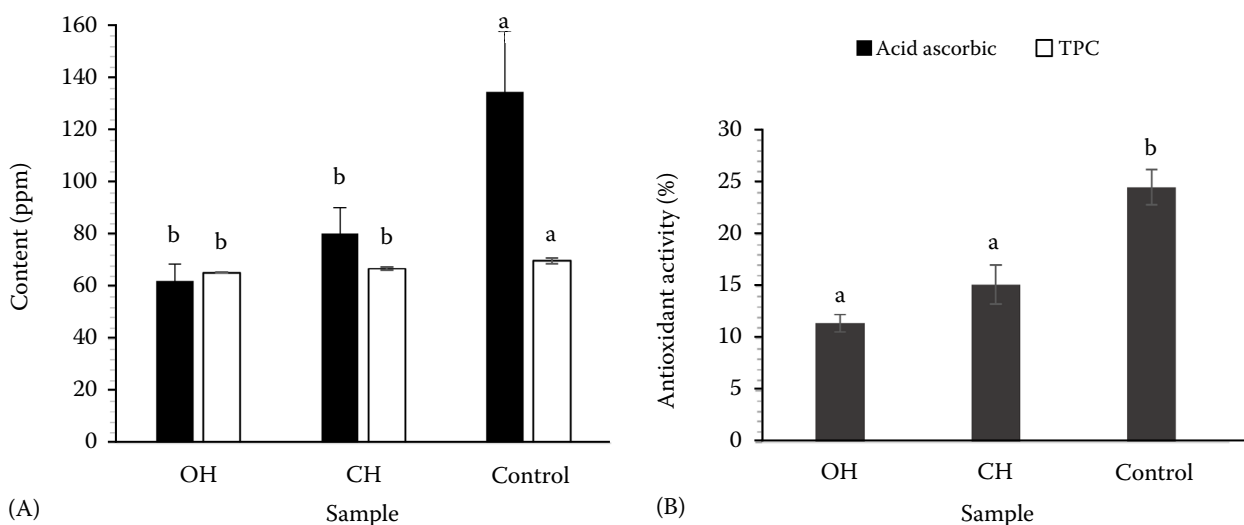 160
140
120
100
80
60
40
20
0
Content (ppm)
a
b
b
b
b
a
OH
CH
Control
Sample
(A)
Acid ascorbic
TPC
30
25
20
15
10
5
0
Antioxidant activity (%)
b
a
a
OH
CH
Control
Sample
(B)